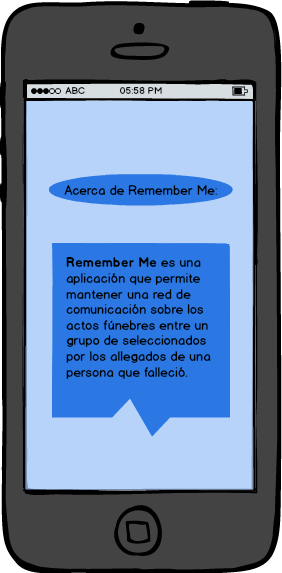 ABC 05:58 PM
Acerca de Remember Me:
Remember Me es una
aplicación que permite
mantener una red de
comunicación sobre los
actos fúnebres entre un
grupo de seleccionados
por los allegados de una
persona que falleció.